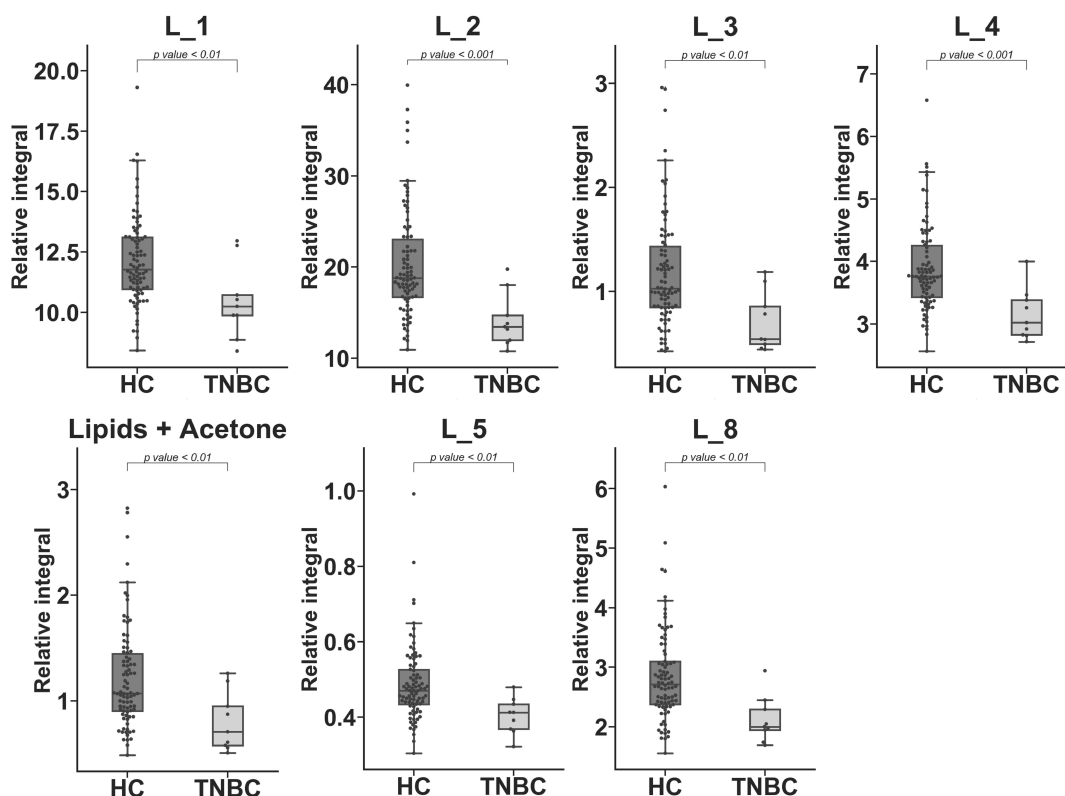 L_1
p value < 0.01
Relative integral
20.0
17.5
15.0
12.5
10.0
HC
TNBC
L_2
p value < 0.001
Relative integral
40
30
20
10
HC
TNBC
L_3
p value < 0.01
Relative integral
3
2
1
HC
TNBC
L_4
p value < 0.001
Relative integral
7
6
5
4
3
HC
TNBC
Lipids + Acetone
p value < 0.01
Relative integral
3
2
1
HC
TNBC
L_5
p value < 0.01
Relative integral
1.0
0.8
0.6
0.4
HC
TNBC
L_8
p value < 0.01
Relative integral
6
5
4
3
2
HC
TNBC